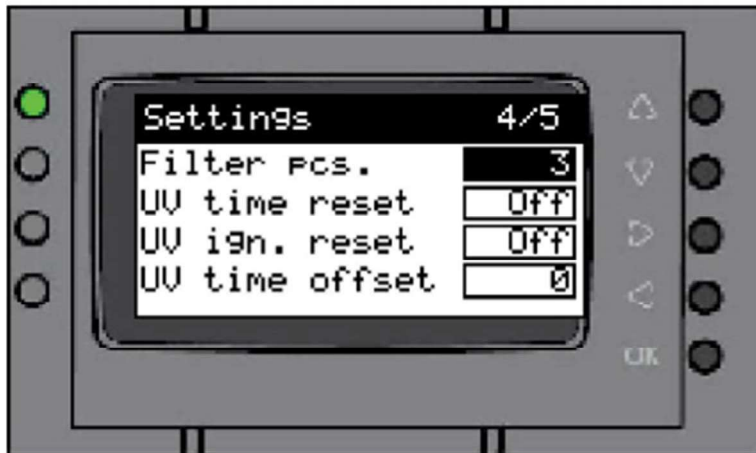 Settings 4/5
Filter pcs. 3
UV time reset Off
UV ign. reset Off
UV time offset 0
OK